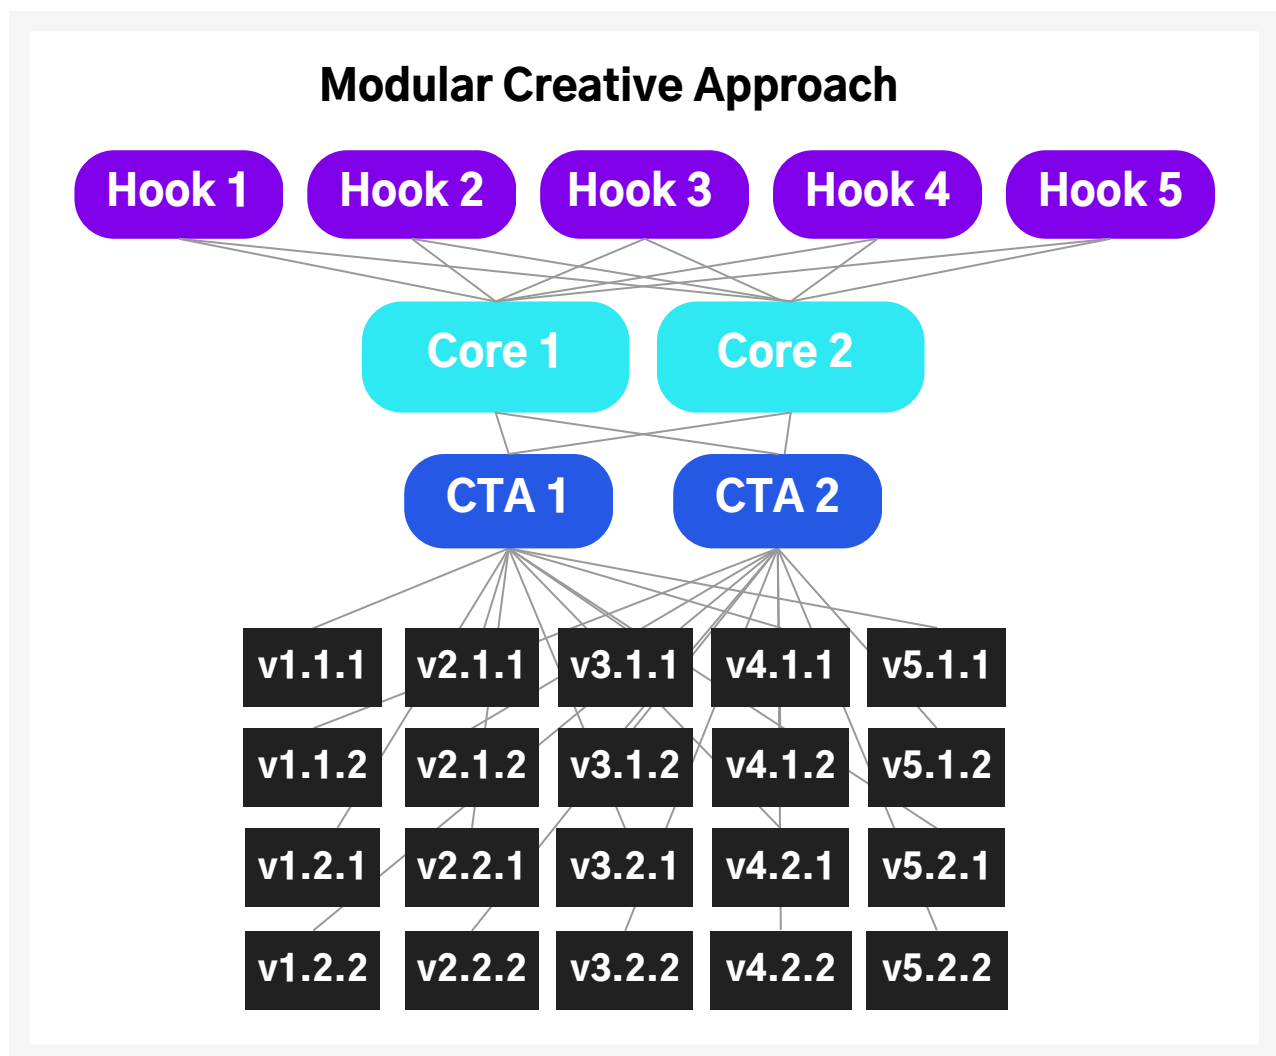 Modular Creative Approach
Hook 1 Hook 2 Hook 3 Hook 4 Hook 5
Core 1 Core 2
CTA 1 CTA 2
v1.1.1 v2.1.1 v3.1.1 v4.1.1 v5.1.1
v1.1.2 v2.1.2 v3.1.2 v4.1.2 v5.1.2
v1.2.1 v2.2.1 v3.2.1 v4.2.1 v5.2.1
v1.2.2 v2.2.2 v3.2.2 v4.2.2 v5.2.2